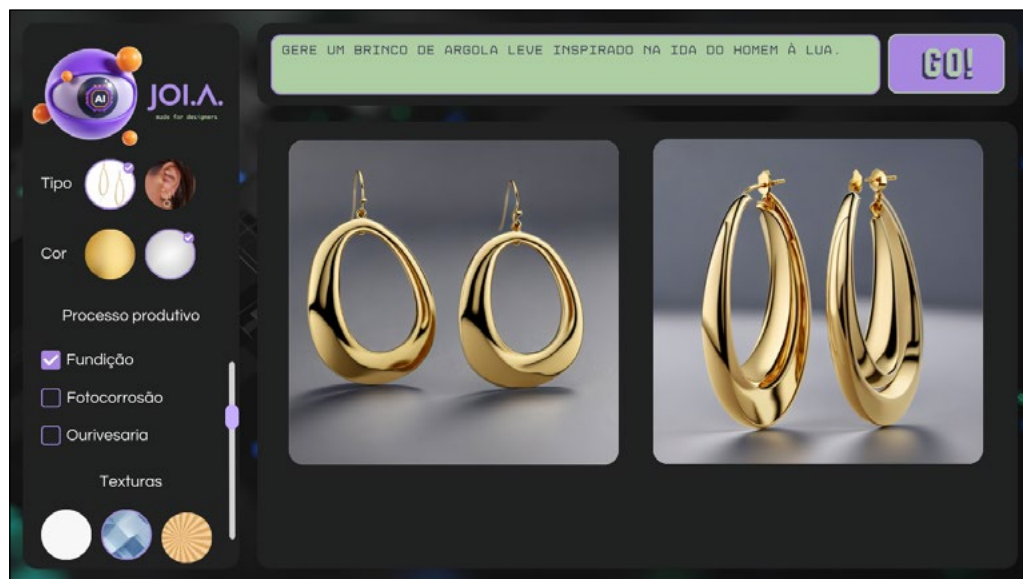 AI
JOI.A.
made for designers
Tipo
Cor
Processo produtivo
Fundição
Fotocorrosão
Ourivesaria
Texturas
GERE UM BRINCO DE ARGOLA LEVE INSPIRADO NA IDA DO HOMEM À LUA.
GO!